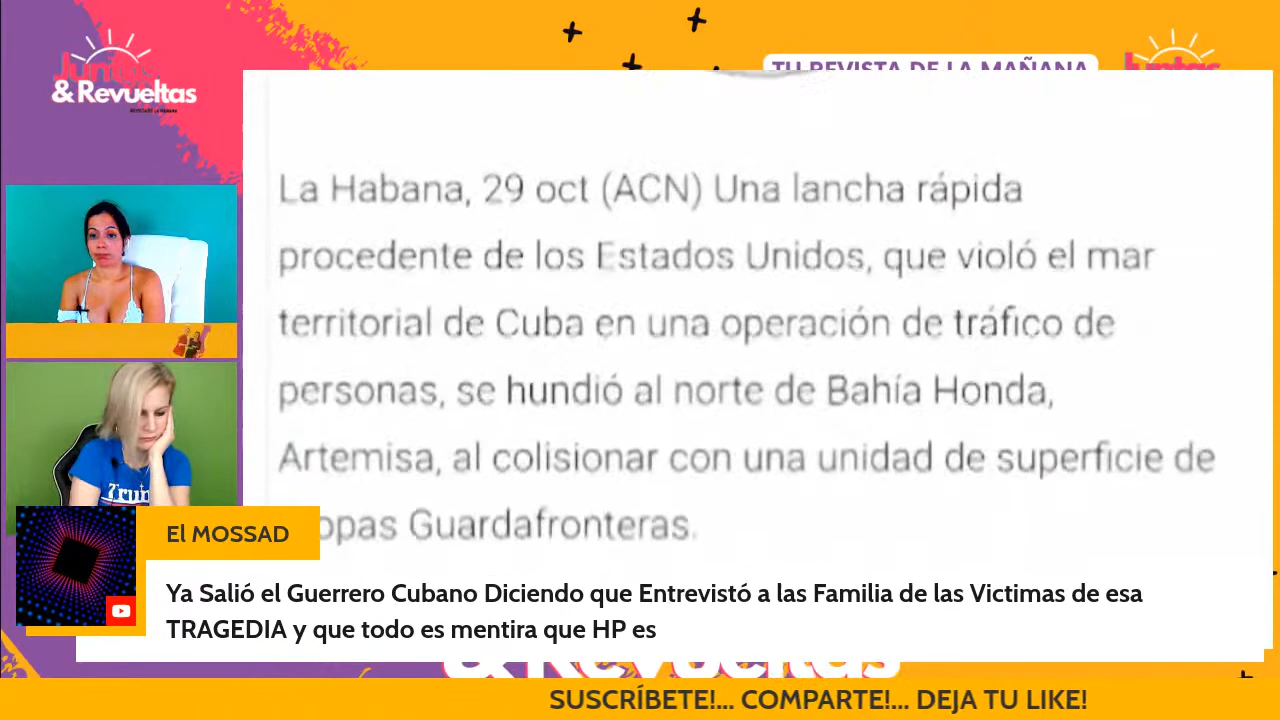 Juntas
& Revueltas
TU REVISTA DE LA MAÑANA
Juntas
La Habana, 29 oct (ACN) Una lancha rápida
procedente de los Estados Unidos, que violó el mar
territorial de Cuba en una operación de tráfico de
personas, se hundió al norte de Bahía Honda,
Artemisa, al colisionar con una unidad de superficie de
opas Guardafronteras.
El MOSSAD
Ya Salió el Guerrero Cubano Diciendo que Entrevistó a las Familia de las Victimas de esa
TRAGEDIA y que todo es mentira que HP es
& Revueltas
SUSCRÍBETE!... COMPARTE!... DEJA TU LIKE!